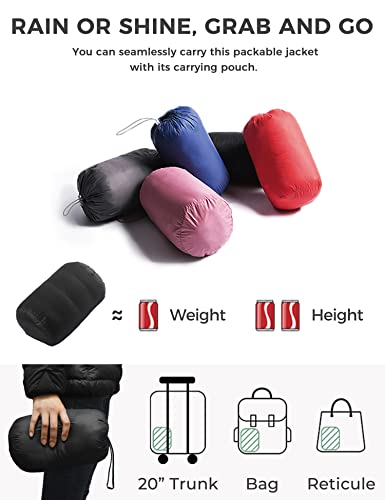 RAIN OR SHINE, GRAB AND GO
You can seamlessly carry this packable jacket
with its carrying pouch.
≈ Weight Height
20” Trunk Bag Reticule